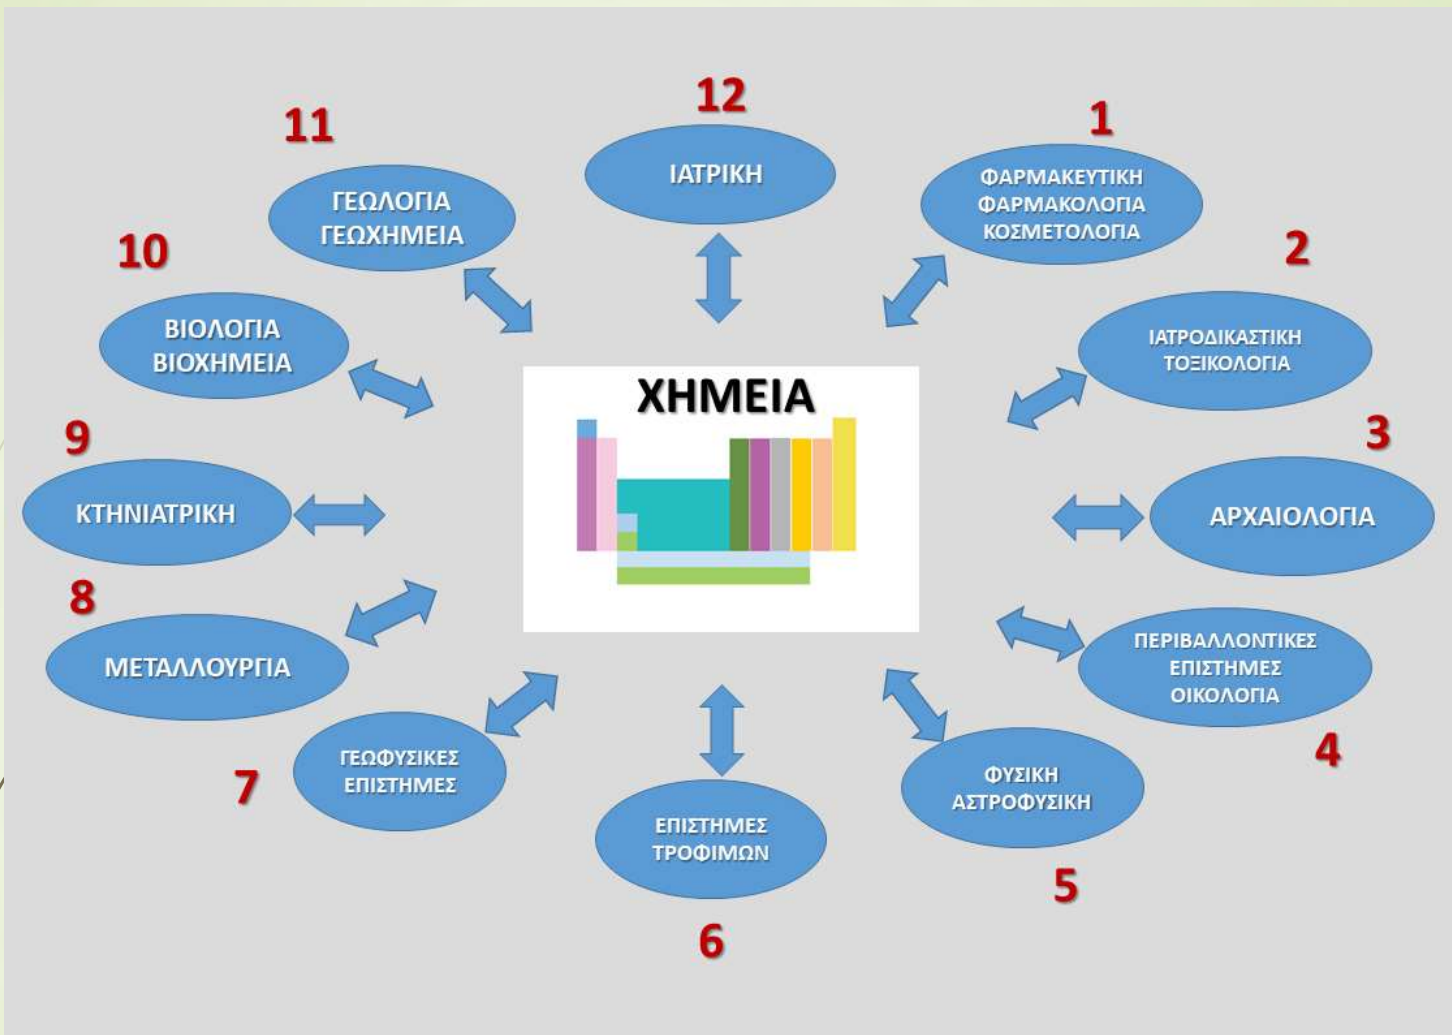 12
ΙΑΤΡΙΚΗ
1
ΦΑΡΜΑΚΕΥΤΙΚΗ
ΦΑΡΜΑΚΟΛΟΓΙΑ
ΚΟΣΜΕΤΟΛΟΓΙΑ
2
ΙΑΤΡΟΔΙΚΑΣΤΙΚΗ
ΤΟΞΙΚΟΛΟΓΙΑ
3
ΑΡΧΑΙΟΛΟΓΙΑ
ΠΕΡΙΒΑΛΛΟΝΤΙΚΕΣ
ΕΠΙΣΤΗΜΕΣ
ΟΙΚΟΛΟΓΙΑ
4
ΦΥΣΙΚΗ
ΑΣΤΡΟΦΥΣΙΚΗ
5
ΕΠΙΣΤΗΜΕΣ
ΤΡΟΦΙΜΩΝ
6
ΓΕΩΦΥΣΙΚΕΣ
ΕΠΙΣΤΗΜΕΣ
7
8
ΜΕΤΑΛΛΟΥΡΓΙΑ
9
ΚΤΗΝΙΑΤΡΙΚΗ
10
ΒΙΟΛΟΓΙΑ
ΒΙΟΧΗΜΕΙΑ
11
ΓΕΩΛΟΓΙΑ
ΓΕΩΧΗΜΕΙΑ
ΧΗΜΕΙΑ